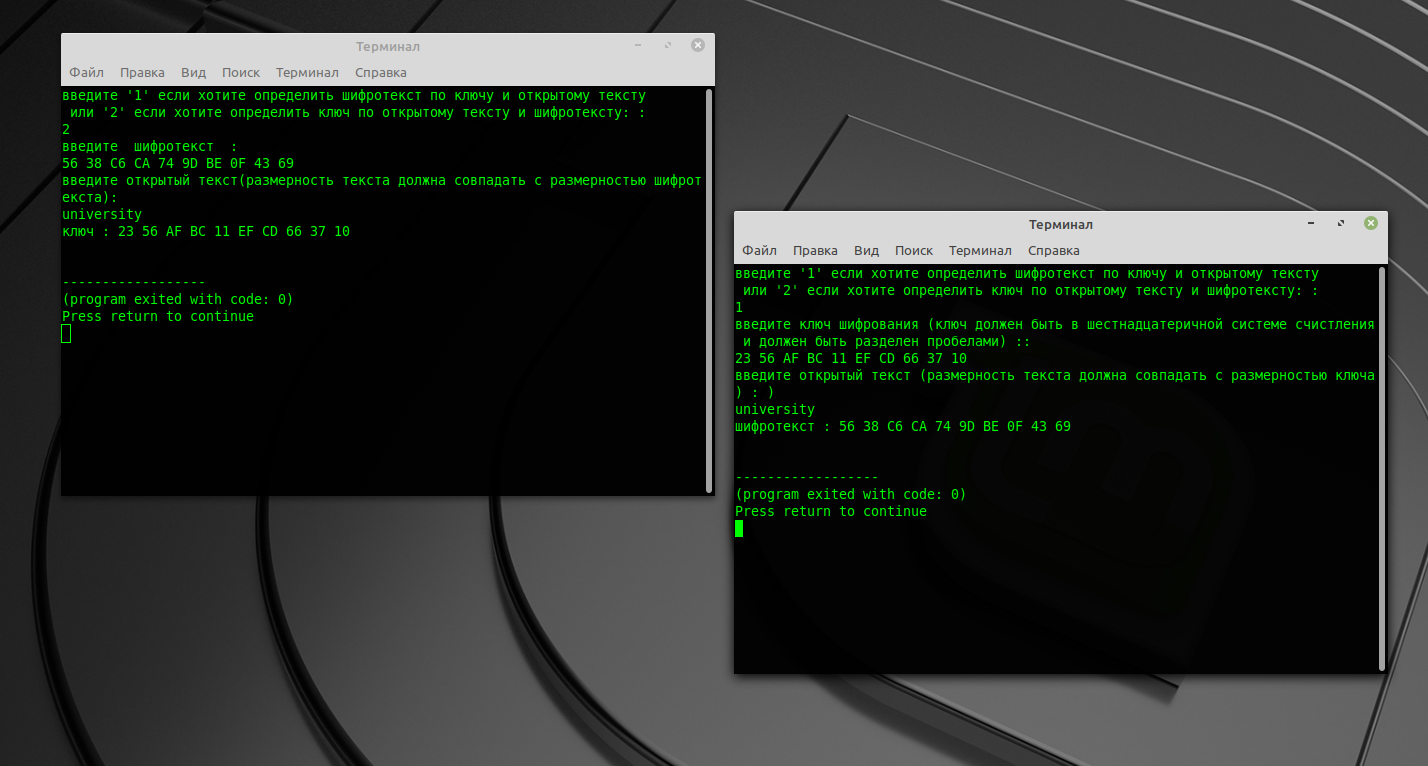 Терминал
Файл Правка Вид Поиск Терминал Справка
введите '1' если хотите определить шифротекст по ключу и открытому тексту
или '2' если хотите определить ключ по открытому тексту и шифротексту: :
2
введите шифротекст :
56 38 C6 CA 74 9D BE 0F 43 69
введите открытый текст(размерность текста должна совпадать с размерностью шифрот
екста):
university
ключ : 23 56 AF BC 11 EF CD 66 37 10
------------------
(program exited with code: 0)
Press return to continue
Терминал
Файл Правка Вид Поиск Терминал Справка
введите '1' если хотите определить шифротекст по ключу и открытому тексту
или '2' если хотите определить ключ по открытому тексту и шифротексту: :
1
введите ключ шифрования (ключ должен быть в шестнадцатеричной системе счистления
и должен быть разделен пробелами) ::
23 56 AF BC 11 EF CD 66 37 10
введите открытый текст (размерность текста должна совпадать с размерностью ключа
) : )
university
шифротекст : 56 38 C6 CA 74 9D BE 0F 43 69
------------------
(program exited with code: 0)
Press return to continue